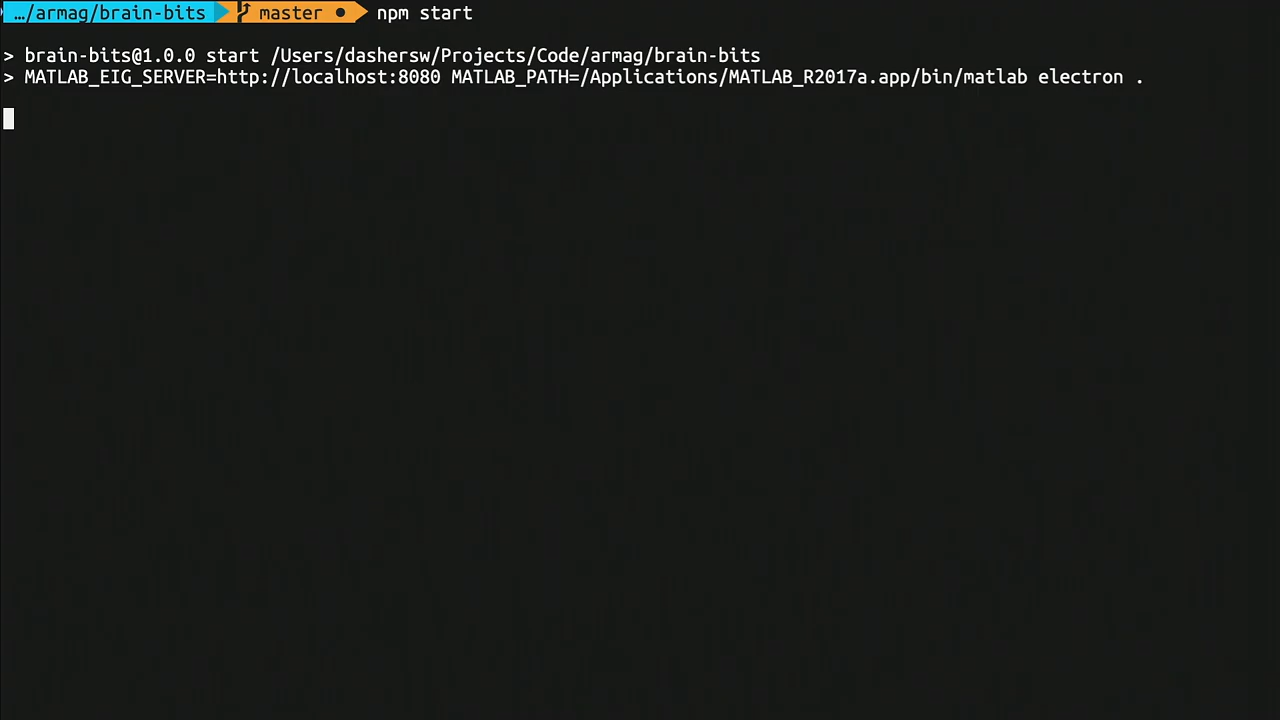 …/armag/brain-bits master ● npm start
> brain-bits@1.0.0 start /Users/dashersw/Projects/Code/armag/brain-bits
> MATLAB_EIG_SERVER=http://localhost:8080 MATLAB_PATH=/Applications/MATLAB_R2017a.app/bin/matlab electron .